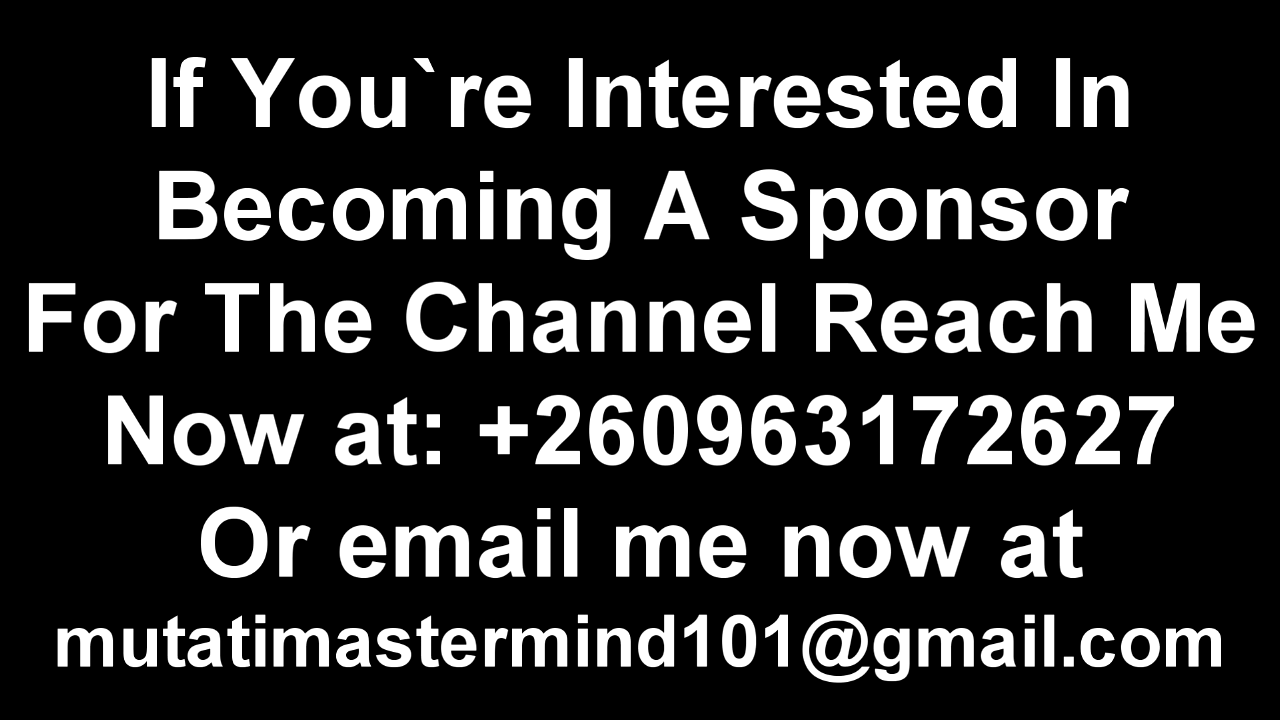 If You`re Interested In
Becoming A Sponsor
For The Channel Reach Me
Now at: +260963172627
Or email me now at
mutatimastermind101@gmail.com